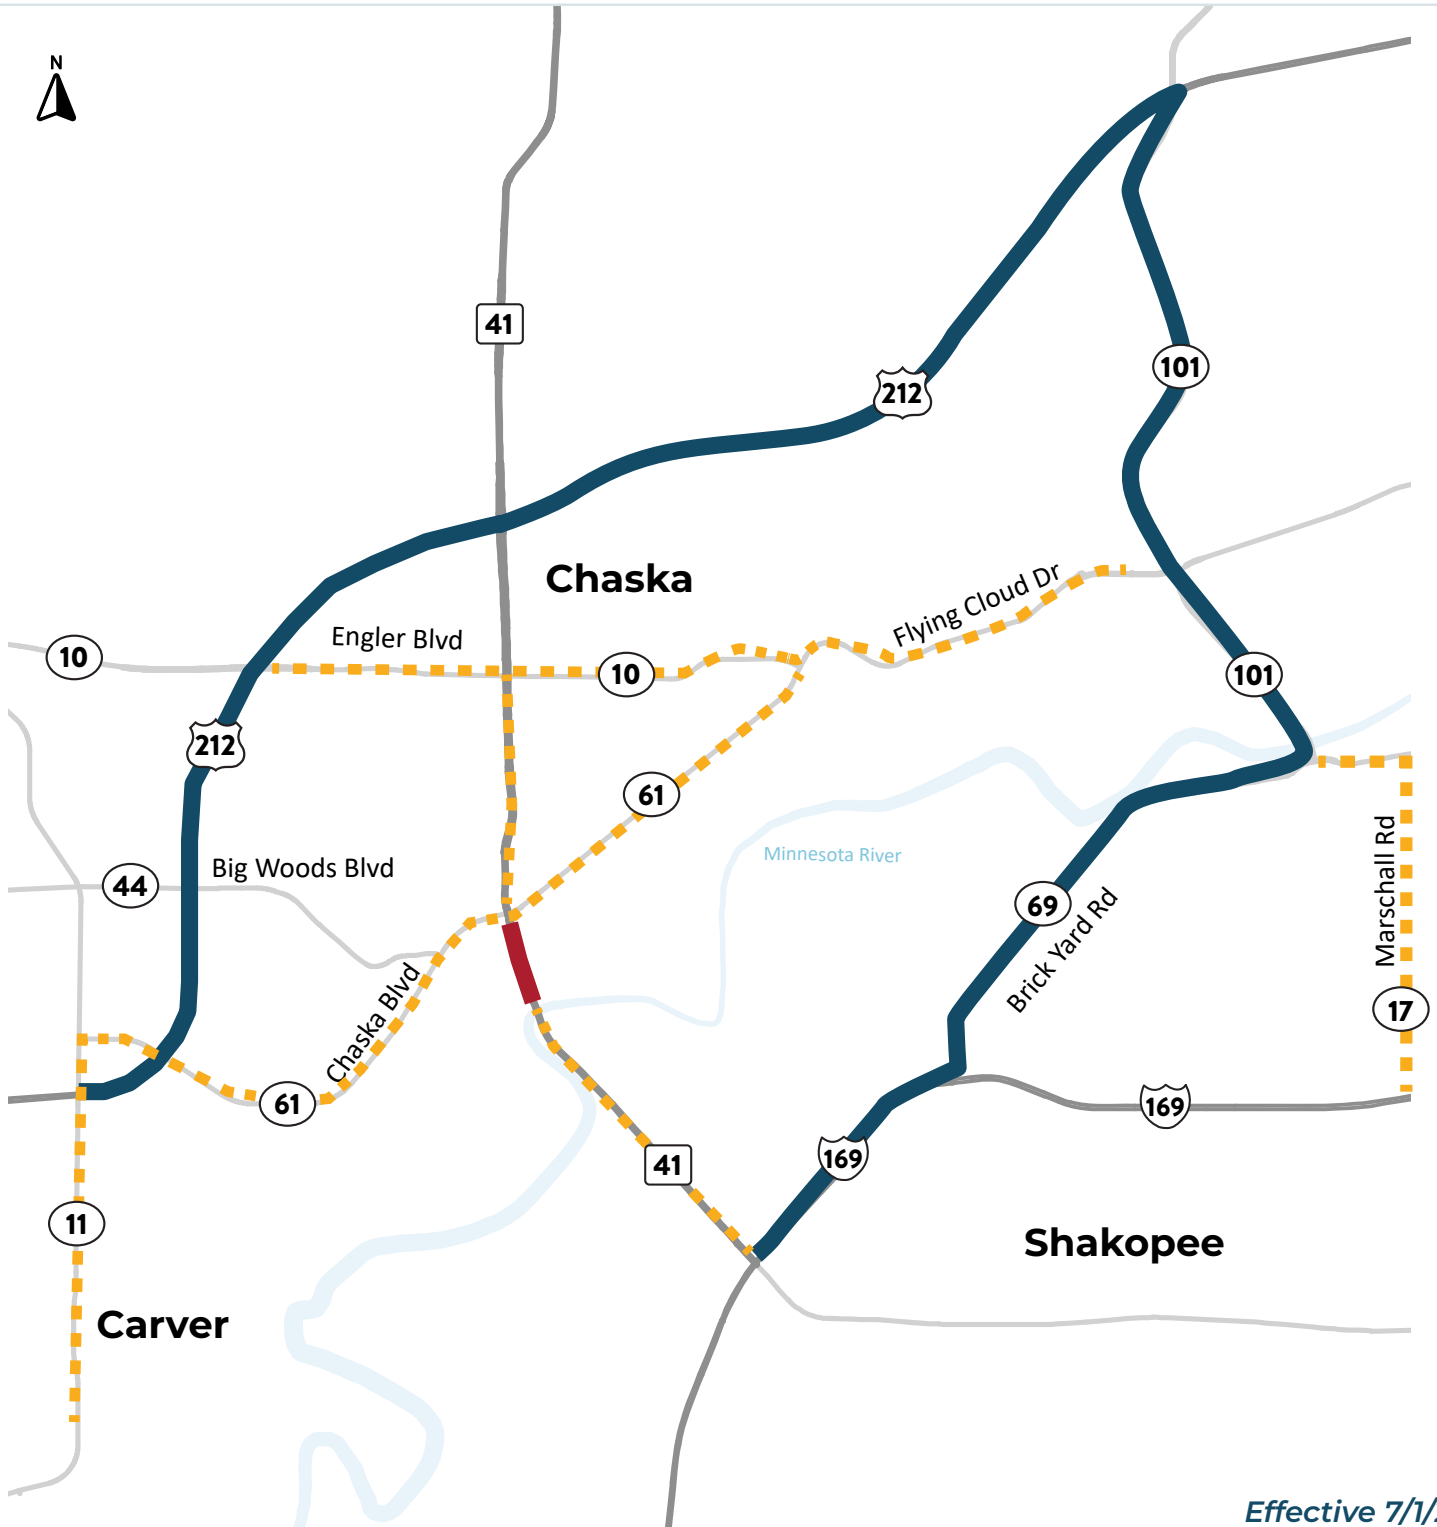 N
41
101
212
Chaska
Flying Cloud Dr
Engler Blvd
10
10
101
212
61
Minnesota River
Big Woods Blvd
44
69
Marschall Rd
Brick Yard Rd
Chaska Blvd
17
61
169
169
41
11
Shakopee
Carver
Effective 7/1/